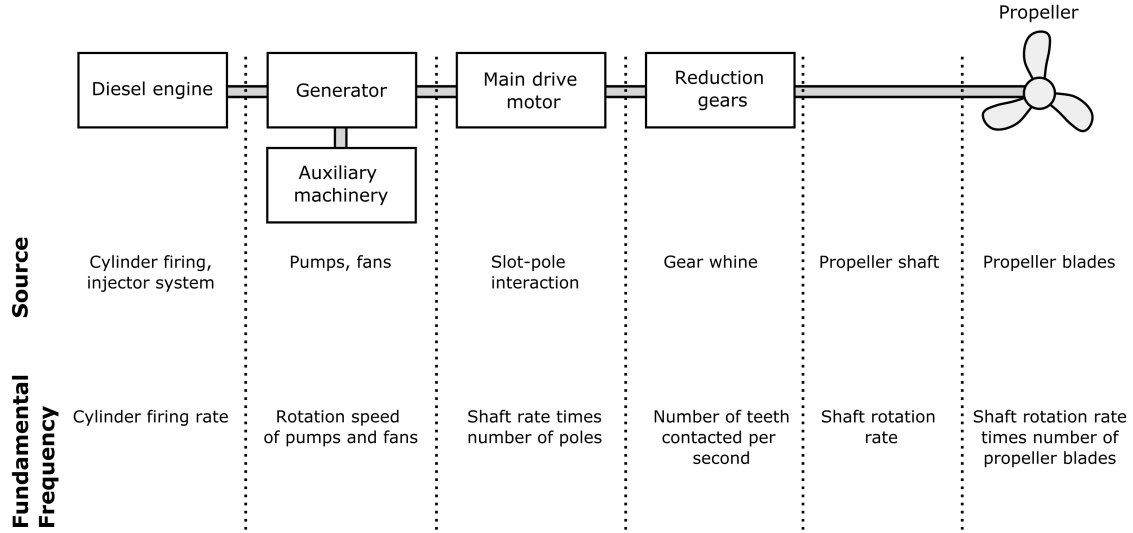 Propeller
Diesel engine
Generator
Main drive
motor
Reduction
gears
Auxiliary
machinery
Source
Cylinder firing,
injector system
Pumps, fans
Slot-pole
interaction
Gear whine
Propeller shaft
Propeller blades
Fundamental
Frequency
Cylinder firing rate
Rotation speed
of pumps and fans
Shaft rate times
number of poles
Number of teeth
contacted per
second
Shaft rotation
rate
Shaft rotation rate
times number of
propeller blades